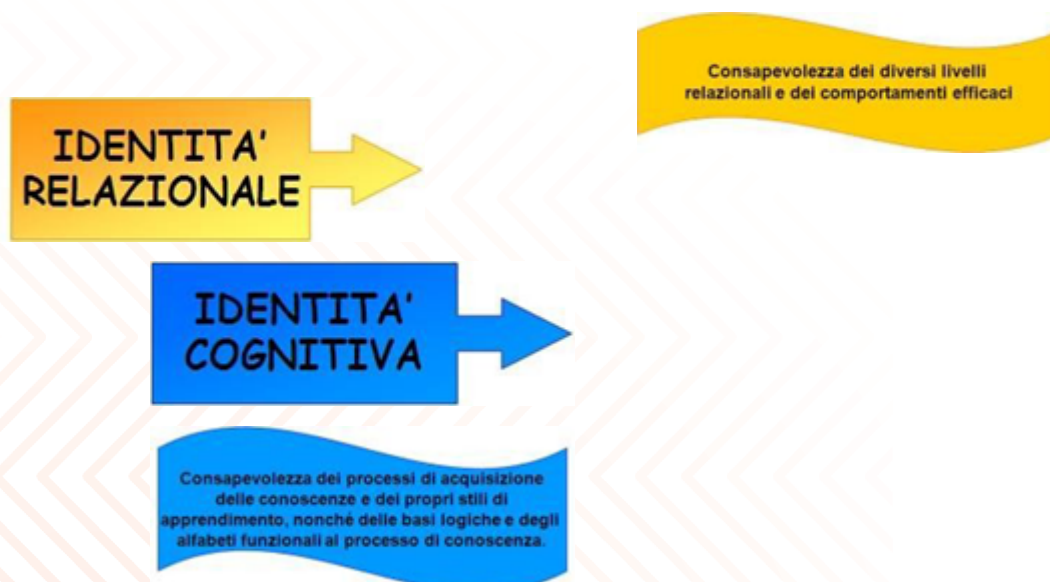 Consapevolezza dei diversi livelli
relazionali e dei comportamenti efficaci
IDENTITA'
RELAZIONALE
IDENTITA'
COGNITIVA
Consapevolezza dei processi di acquisizione
delle conoscenze e dei propri stili di
apprendimento, nonché delle basi logiche e degli
alfabeti funzionali al processo di conoscenza.